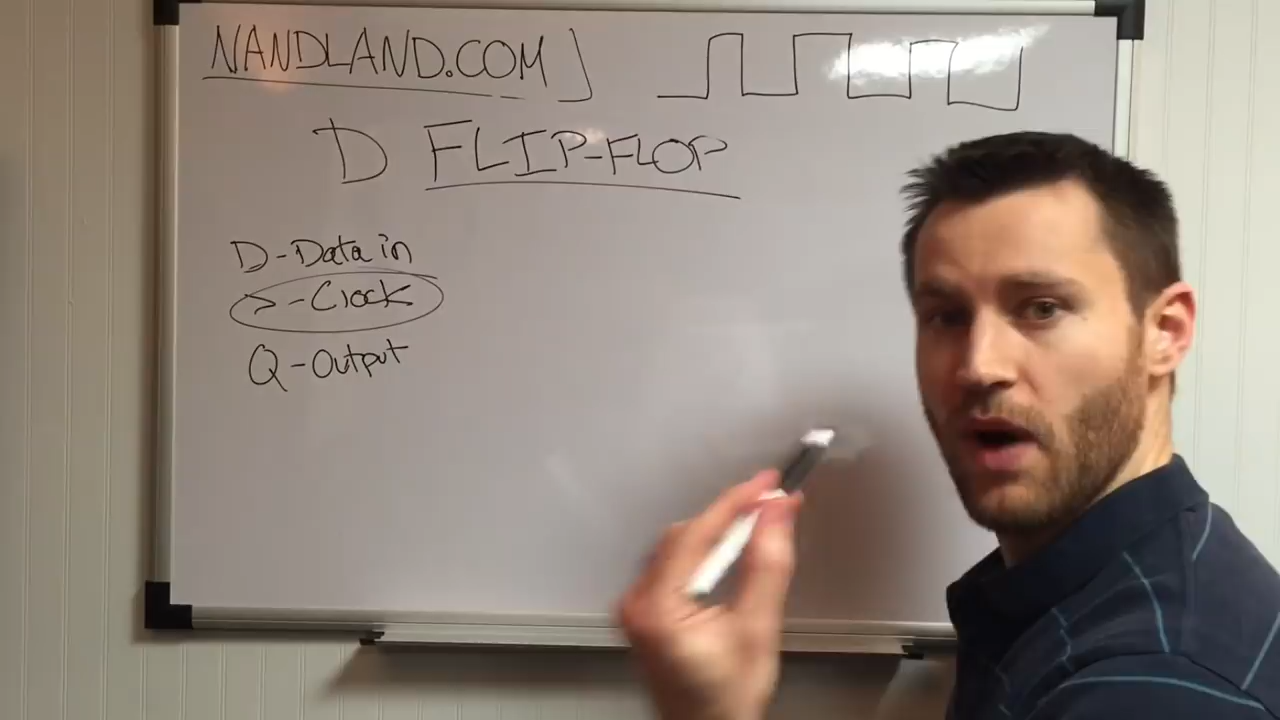 NANDLAND.COM
D FLIP-FLOP
D - Data in
> - Clock
Q - Output